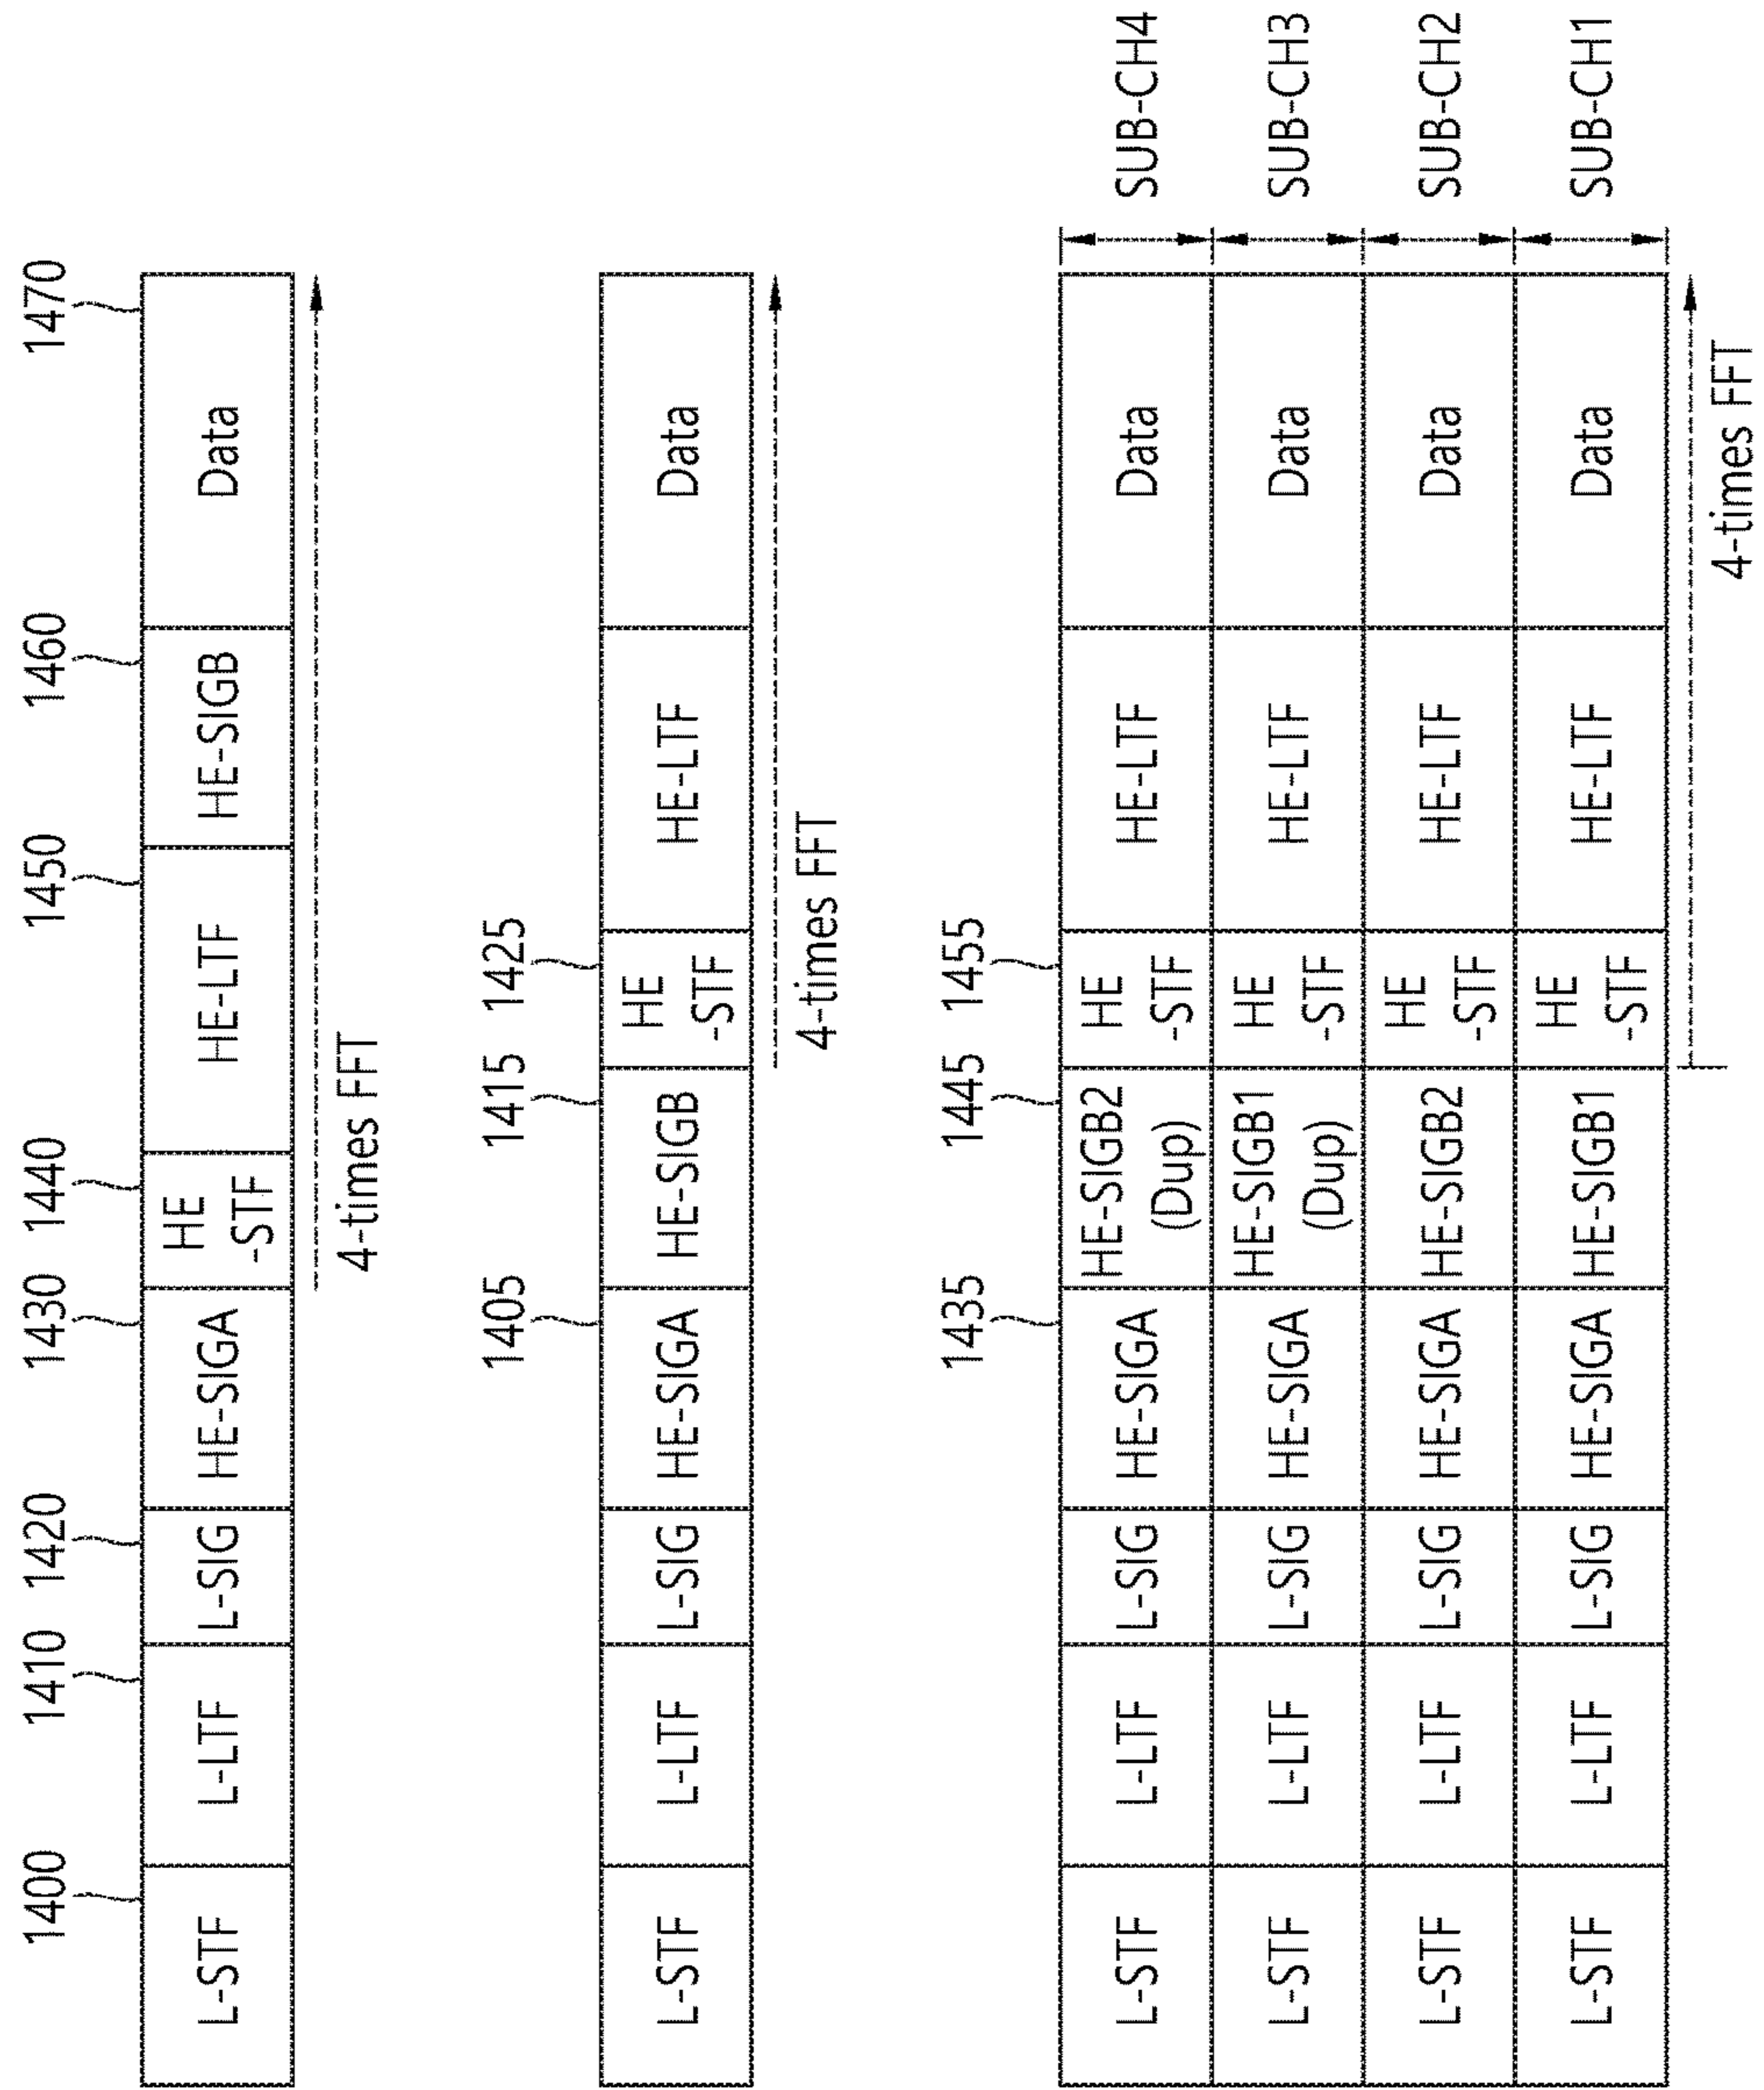 1400 1410 1420 1430 1440 1450 1460 1470
L-STF L-LTF L-SIG HE-SIGA HE
-STF HE-LTF HE-SIGB Data
4-times FFT
1405 1415 1425
L-STF L-LTF L-SIG HE-SIGA HE-SIGB HE
-STF HE-LTF Data
4-times FFT
1435 1445 1455
L-STF L-LTF L-SIG HE-SIGA HE-SIGB2
(Dup) HE
-STF HE-LTF Data SUB-CH4
L-STF L-LTF L-SIG HE-SIGA HE-SIGB1
(Dup) HE
-STF HE-LTF Data SUB-CH3
L-STF L-LTF L-SIG HE-SIGA HE-SIGB2 HE
-STF HE-LTF Data SUB-CH2
L-STF L-LTF L-SIG HE-SIGA HE-SIGB1 HE
-STF HE-LTF Data SUB-CH1
4-times FFT